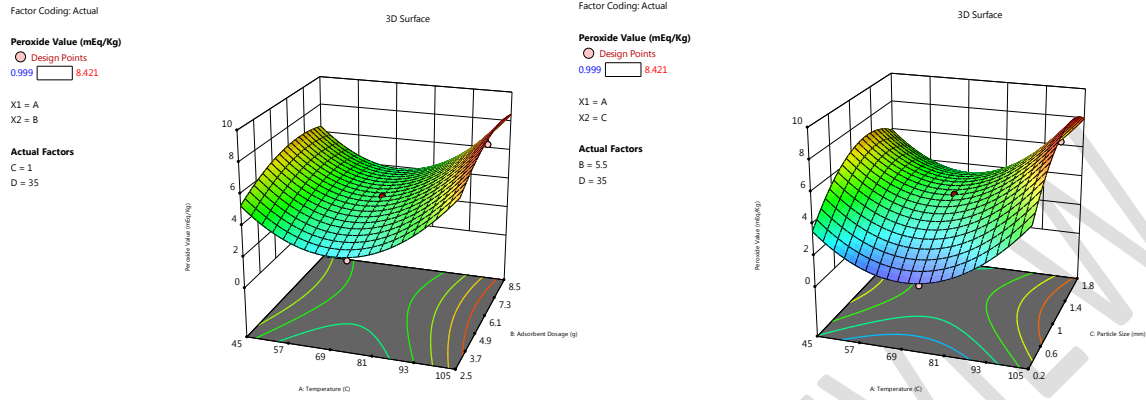 Factor Coding: Actual
3D Surface
Peroxide Value (mEq/Kg)
Design Points
0.999 8.421
X1 = A
X2 = B
Actual Factors
C = 1
D = 35
10
8
6
4
2
0
Peroxide Value (mEq/Kg)
45
57
69
81
93
105
A: Temperature (C)
2.5
3.7
4.9
6.1
7.3
8.5
B: Adsorbent Dosage (g)
Factor Coding: Actual
3D Surface
Peroxide Value (mEq/Kg)
Design Points
0.999 8.421
X1 = A
X2 = C
Actual Factors
B = 5.5
D = 35
10
8
6
4
2
0
Peroxide Value (mEq/Kg)
45
57
69
81
93
105
A: Temperature (C)
0.2
0.6
1
1.4
1.8
C: Particle Size (mm)